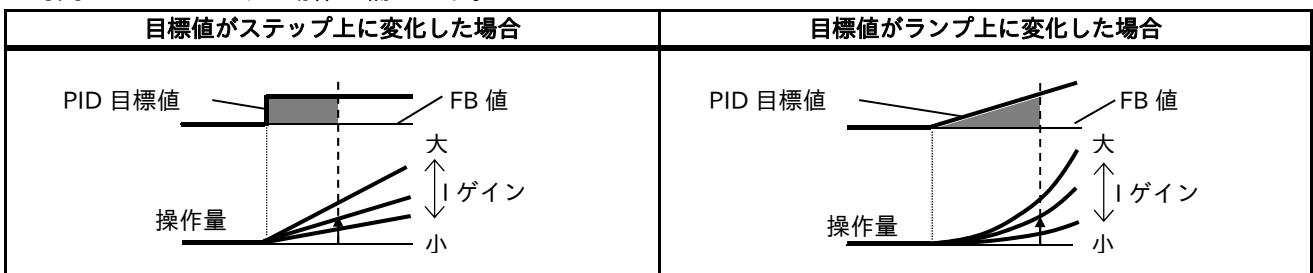 目標値がステップ上に変化した場合
目標値がランプ上に変化した場合
PID 目標値
FB 値
大
I ゲイン
操作量
小
PID 目標値
FB 値
大
I ゲイン
操作量
小